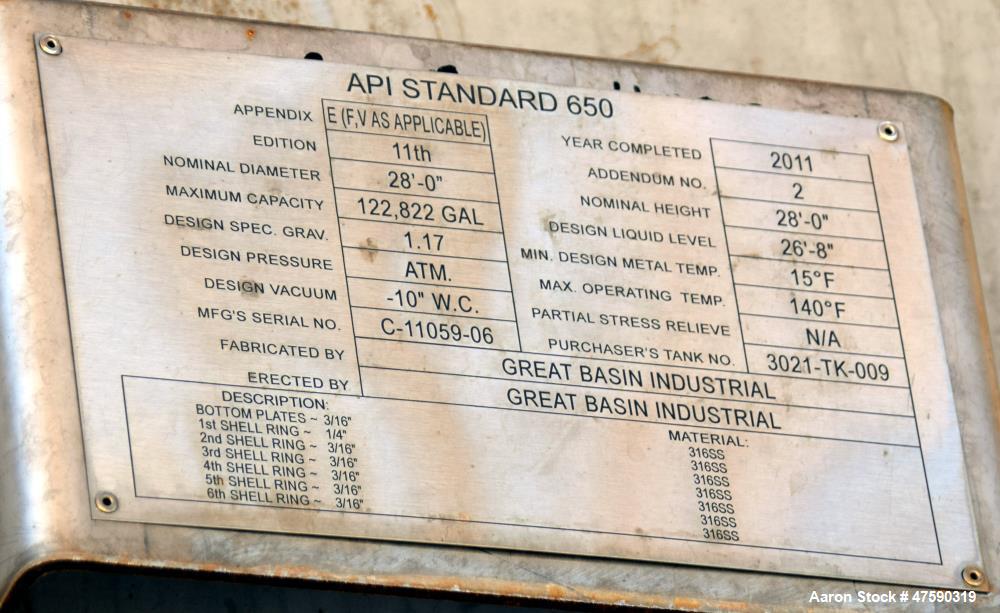 API STANDARD 650
APPENDIX E (F,V AS APPLICABLE)
EDITION 11th
NOMINAL DIAMETER 28'-0"
MAXIMUM CAPACITY 122,822 GAL
DESIGN SPEC. GRAV. 1.17
DESIGN PRESSURE ATM.
DESIGN VACUUM -10" W.C.
MFG'S SERIAL NO. C-11059-06
YEAR COMPLETED 2011
ADDENDUM NO. 2
NOMINAL HEIGHT 28'-0"
DESIGN LIQUID LEVEL 26'-8"
MIN. DESIGN METAL TEMP. 15°F
MAX. OPERATING TEMP. 140°F
PARTIAL STRESS RELIEVE N/A
PURCHASER'S TANK NO. 3021-TK-009
FABRICATED BY GREAT BASIN INDUSTRIAL
ERECTED BY GREAT BASIN INDUSTRIAL
DESCRIPTION: MATERIAL:
BOTTOM PLATES ~ 3/16" 316SS
1st SHELL RING ~ 1/4" 316SS
2nd SHELL RING ~ 3/16" 316SS
3rd SHELL RING ~ 3/16" 316SS
4th SHELL RING ~ 3/16" 316SS
5th SHELL RING ~ 3/16" 316SS
6th SHELL RING ~ 3/16" 316SS
Aaron Stock # 47590319